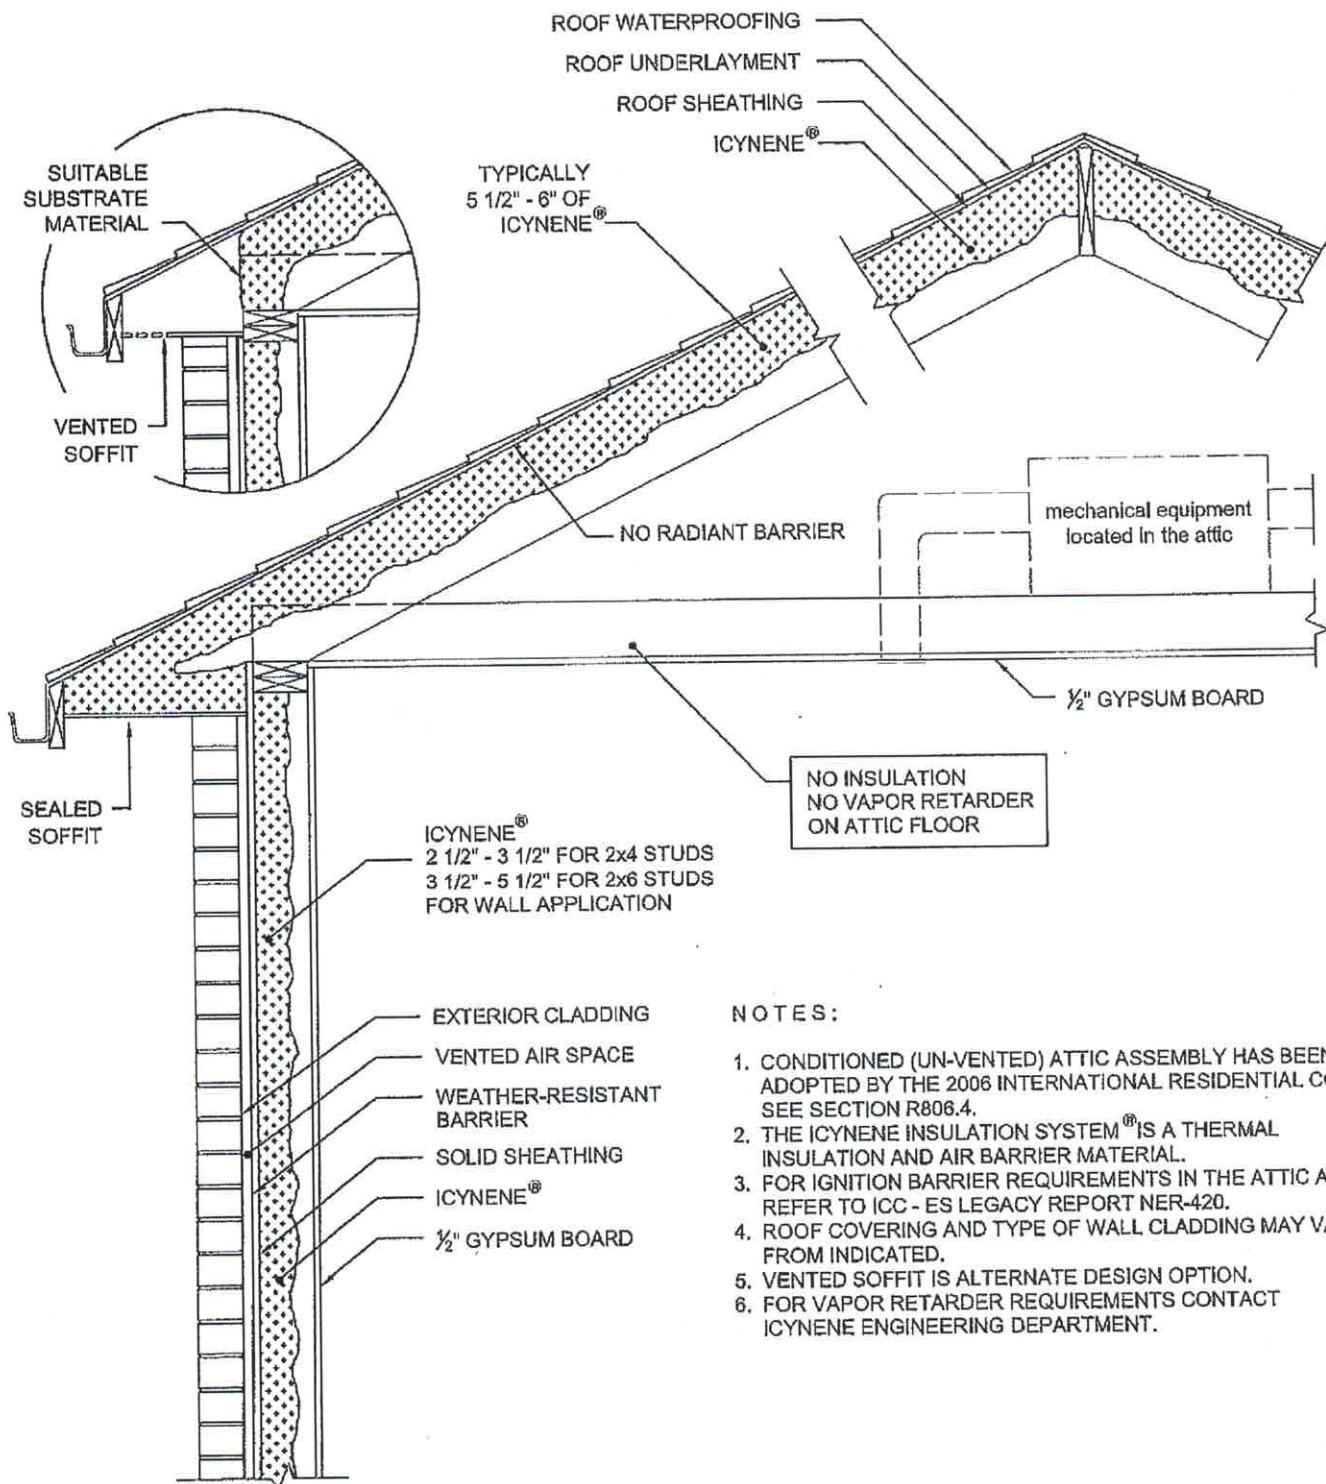 ROOF WATERPROOFING
ROOF UNDERLAYMENT
ROOF SHEATHING
ICYNENE®
SUITABLE
SUBSTRATE
MATERIAL
TYPICALLY
5 1/2" - 6" OF
ICYNENE®
VENTED
SOFFIT
NO RADIANT BARRIER
mechanical equipment
located in the attic
½" GYPSUM BOARD
SEALED
SOFFIT
NO INSULATION
NO VAPOR RETARDER
ON ATTIC FLOOR
ICYNENE®
2 1/2" - 3 1/2" FOR 2x4 STUDS
3 1/2" - 5 1/2" FOR 2x6 STUDS
FOR WALL APPLICATION
EXTERIOR CLADDING
VENTED AIR SPACE
WEATHER-RESISTANT
BARRIER
SOLID SHEATHING
ICYNENE®
½" GYPSUM BOARD
NOTES:
1. CONDITIONED (UN-VENTED) ATTIC ASSEMBLY HAS BEEN
ADOPTED BY THE 2006 INTERNATIONAL RESIDENTIAL
SEE SECTION R806.4.
2. THE ICYNENE INSULATION SYSTEM® IS A THERMAL
INSULATION AND AIR BARRIER MATERIAL.
3. FOR IGNITION BARRIER REQUIREMENTS IN THE ATTIC
REFER TO ICC - ES LEGACY REPORT NER-420.
4. ROOF COVERING AND TYPE OF WALL CLADDING MAY
FROM INDICATED.
5. VENTED SOFFIT IS ALTERNATE DESIGN OPTION.
6. FOR VAPOR RETARDER REQUIREMENTS CONTACT
ICYNENE ENGINEERING DEPARTMENT.